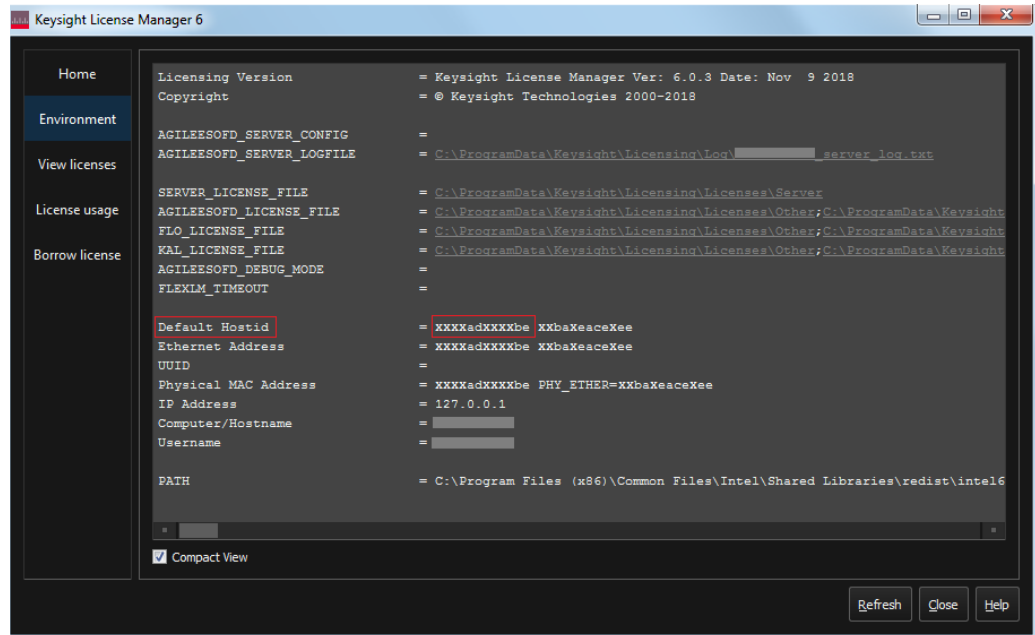 Keysight License Manager 6
Home
Environment
View licenses
License usage
Borrow license
Licensing Version = Keysight License Manager Ver: 6.0.3 Date: Nov 9 2018
Copyright = © Keysight Technologies 2000-2018
AGILEESOFD_SERVER_CONFIG =
AGILEESOFD_SERVER_LOGFILE = C:\ProgramData\Keysight\Licensing\Log\ _server_log.txt
SERVER_LICENSE_FILE = C:\ProgramData\Keysight\Licensing\Licenses\Server
AGILEESOFD_LICENSE_FILE = C:\ProgramData\Keysight\Licensing\Licenses\Other;C:\ProgramData\Keysight
FLO_LICENSE_FILE = C:\ProgramData\Keysight\Licensing\Licenses\Other;C:\ProgramData\Keysight
KAL_LICENSE_FILE = C:\ProgramData\Keysight\Licensing\Licenses\Other;C:\ProgramData\Keysight
AGILEESOFD_DEBUG_MODE =
FLEXLM_TIMEOUT =
Default Hostid = XXXXadXXXXbe XXbaXeaceXee
Ethernet Address = XXXXadXXXXbe XXbaXeaceXee
UUID =
Physical MAC Address = XXXXadXXXXbe PHY_ETHER=XXbaXeaceXee
IP Address = 127.0.0.1
Computer/Hostname =
Username =
PATH = C:\Program Files (x86)\Common Files\Intel\Shared Libraries\redist\intel6
Compact View
Refresh
Close
Help